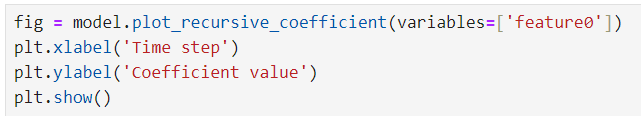 fig = model.plot_recursive_coefficient(variables=['feature0'])
plt.xlabel('Time step')
plt.ylabel('Coefficient value')
plt.show()